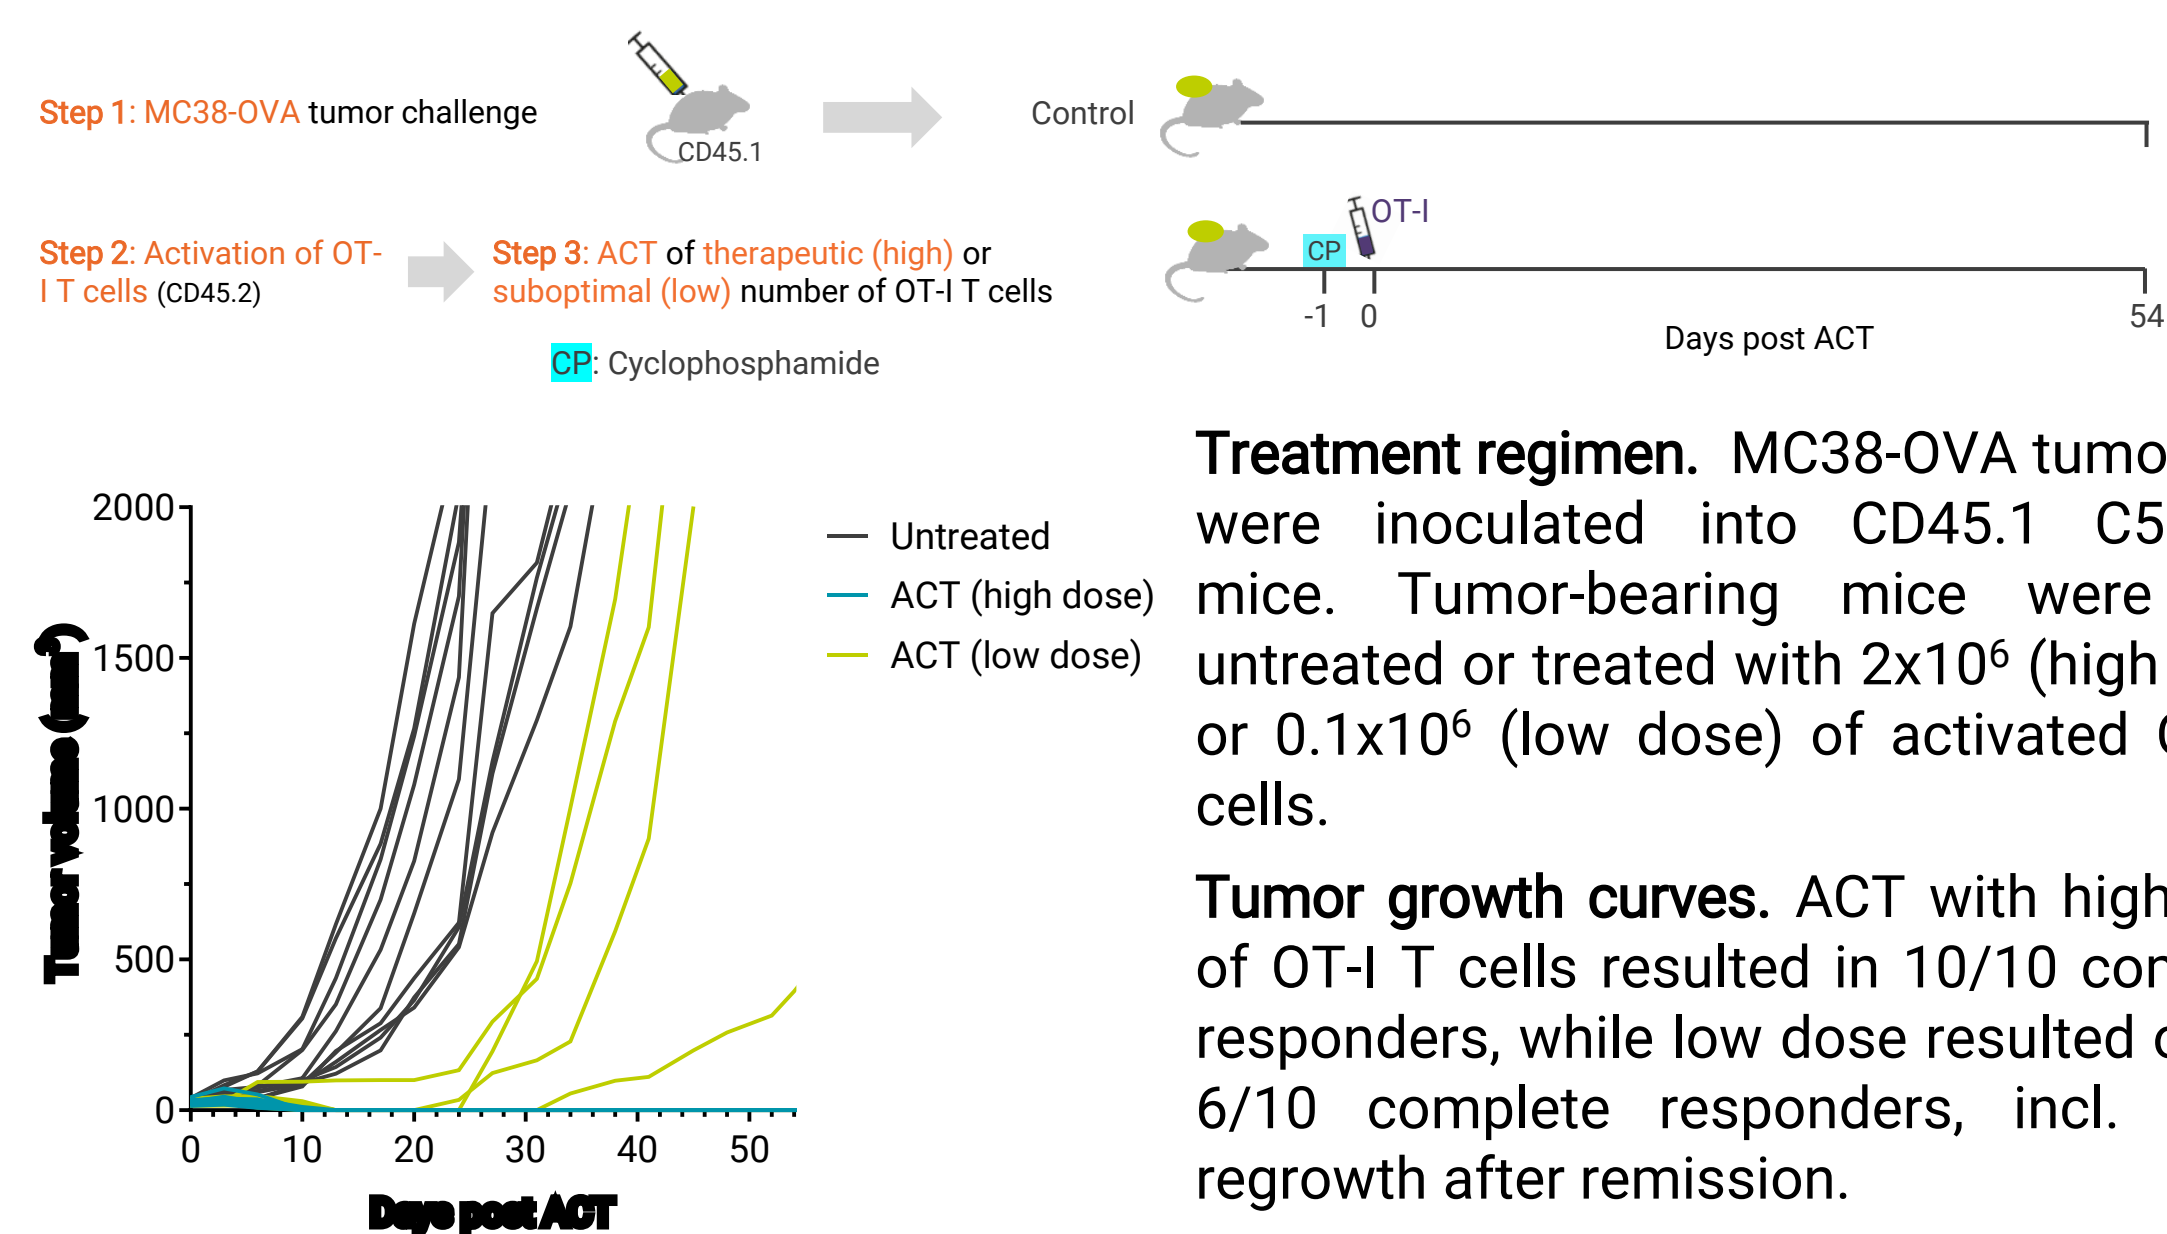 Step 1: MC38-OVA tumor challenge
CD45.1
Control
Step 2: Activation of OT-
I T cells (CD45.2)
Step 3: ACT of therapeutic (high) or
suboptimal (low) number of OT-I T cells
CP: Cyclophosphamide
OT-I
CP
-1 0 54
Days post ACT
2000
1500
1000
500
0
0 10 20 30 40 50
Tumor volume (mm³)
Days post ACT
Untreated
ACT (high dose)
ACT (low dose)
Treatment regimen. MC38-OVA tumo
were inoculated into CD45.1 C5
mice. Tumor-bearing mice were
untreated or treated with 2x10⁶ (high
or 0.1x10⁶ (low dose) of activated
cells.
Tumor growth curves. ACT with high
of OT-I T cells resulted in 10/10
responders, while low dose resulted
6/10 complete responders, incl.
regrowth after remission.